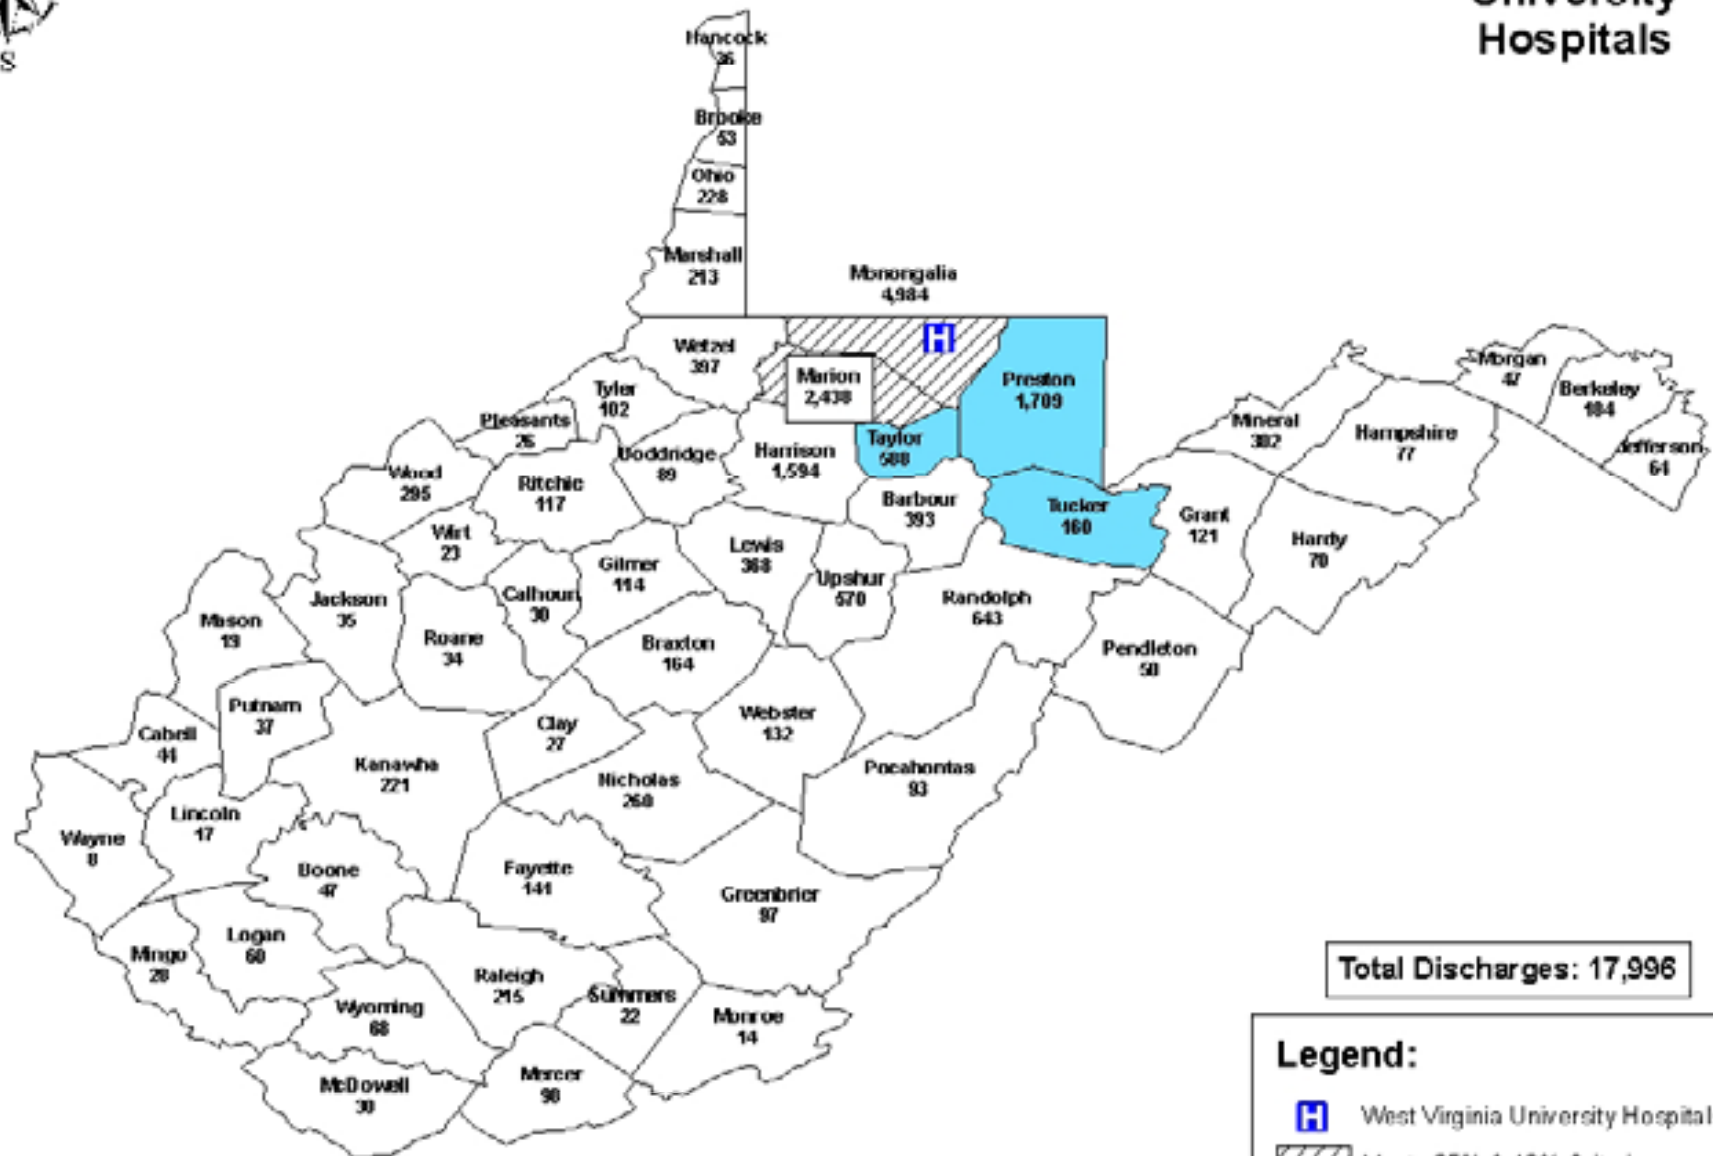 University
Hospitals
S
Hancock
36
Brooke
53
Ohio
228
Marshall
213
Monongalia
4,984
Wetzel
397
Marion
2,438
Preston
1,709
Tyler
102
Pleasants
26
Taylor
588
Doddridge
89
Harrison
1,594
Wood
295
Ritchie
117
Barbour
393
Tucker
160
Grant
121
Mineral
382
Hampshire
77
Morgan
47
Berkeley
184
Jefferson
64
Hardy
70
Wirt
23
Lewis
368
Gilmer
114
Calhoun
30
Upshur
570
Randolph
643
Jackson
35
Mason
19
Roane
34
Braxton
164
Pendleton
50
Putnam
37
Cabell
44
Clay
27
Webster
132
Kanawha
221
Nicholas
260
Pocahontas
93
Lincoln
17
Wayne
8
Boone
47
Fayette
141
Greenbrier
97
Logan
60
Mingo
28
Raleigh
215
Summers
22
Wyoming
68
Monroe
14
McDowell
30
Mercer
98
Total Discharges: 17,996
Legend:
H West Virginia University Hospital